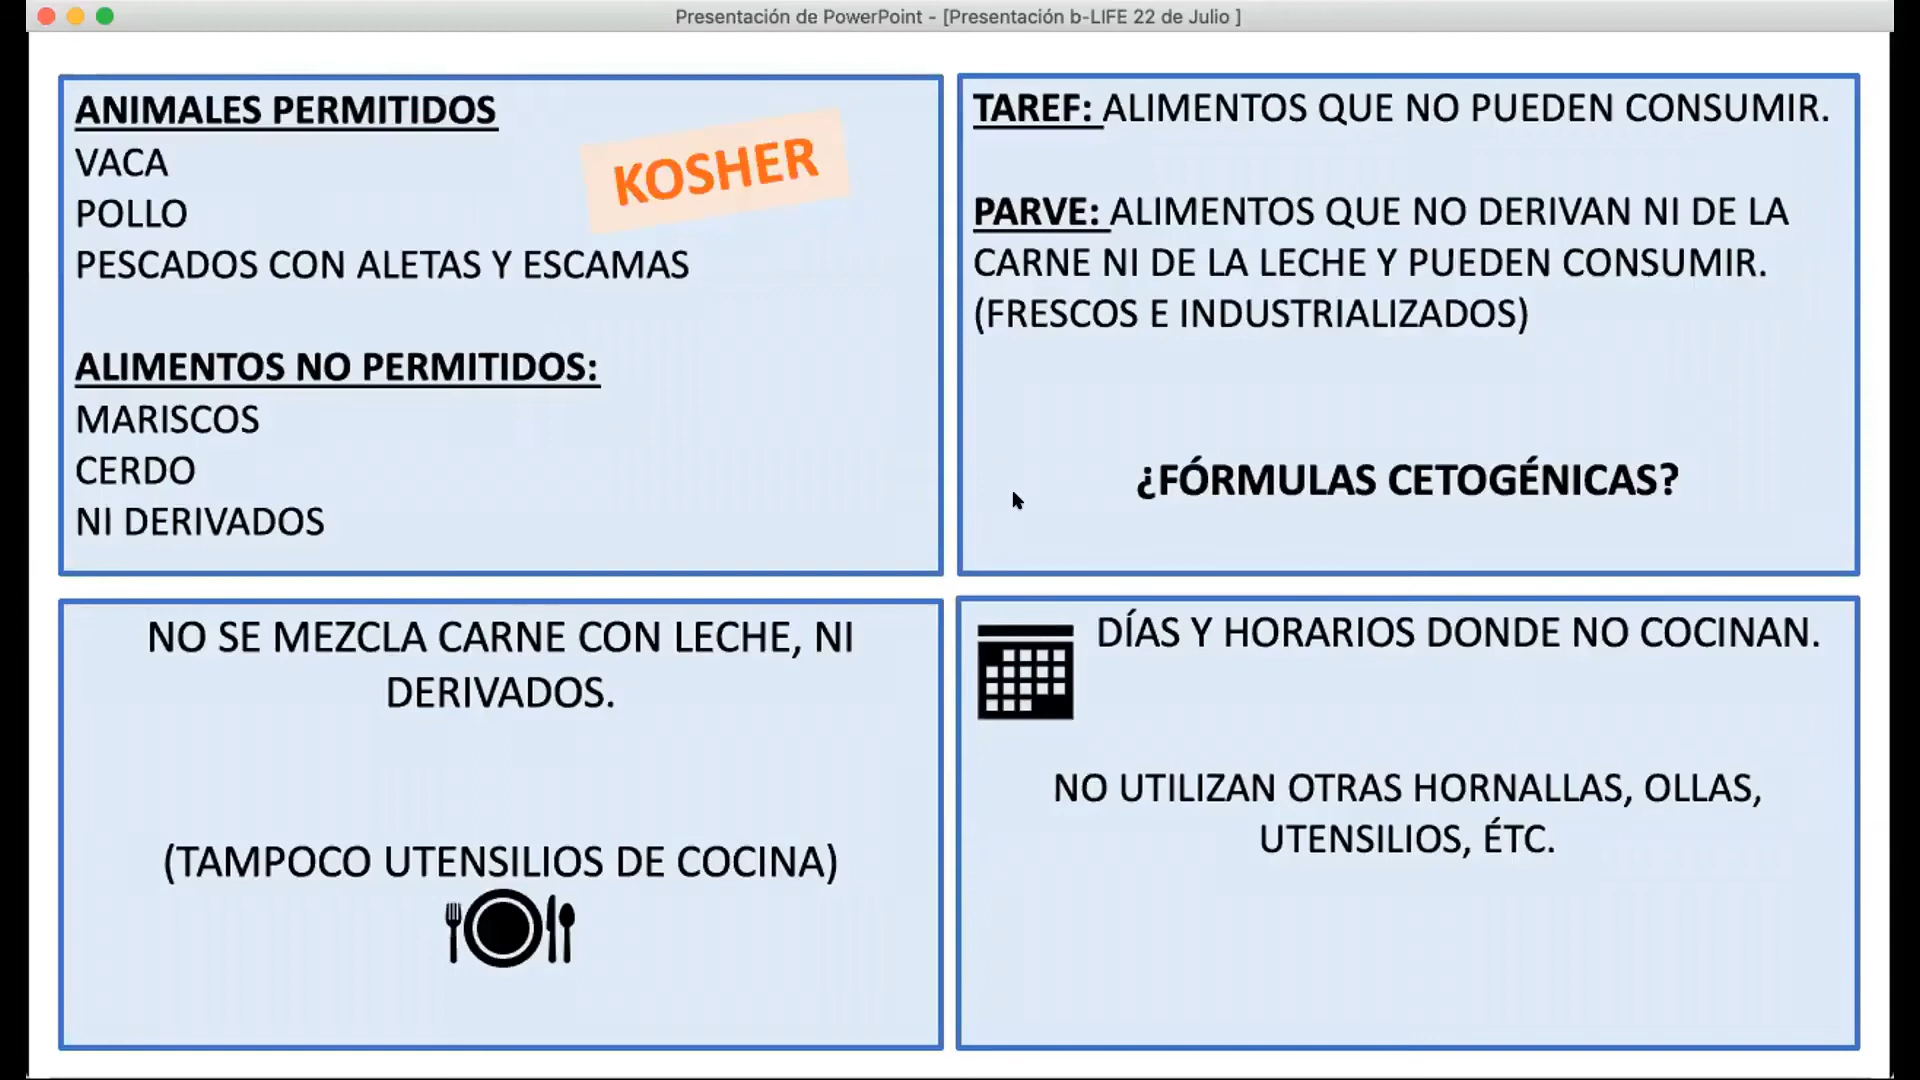 Presentación de PowerPoint - [Presentación b-LIFE 22 de Julio ]
ANIMALES PERMITIDOS
VACA
POLLO
PESCADOS CON ALETAS Y ESCAMAS
KOSHER
ALIMENTOS NO PERMITIDOS:
MARISCOS
CERDO
NI DERIVADOS
TAREF: ALIMENTOS QUE NO PUEDEN CONSUMIR.
PARVE: ALIMENTOS QUE NO DERIVAN NI DE LA
CARNE NI DE LA LECHE Y PUEDEN CONSUMIR.
(FRESCOS E INDUSTRIALIZADOS)
¿FÓRMULAS CETOGÉNICAS?
NO SE MEZCLA CARNE CON LECHE, NI
DERIVADOS.
(TAMPOCO UTENSILIOS DE COCINA)
DÍAS Y HORARIOS DONDE NO COCINAN.
NO UTILIZAN OTRAS HORNALLAS, OLLAS,
UTENSILIOS, ÉTC.